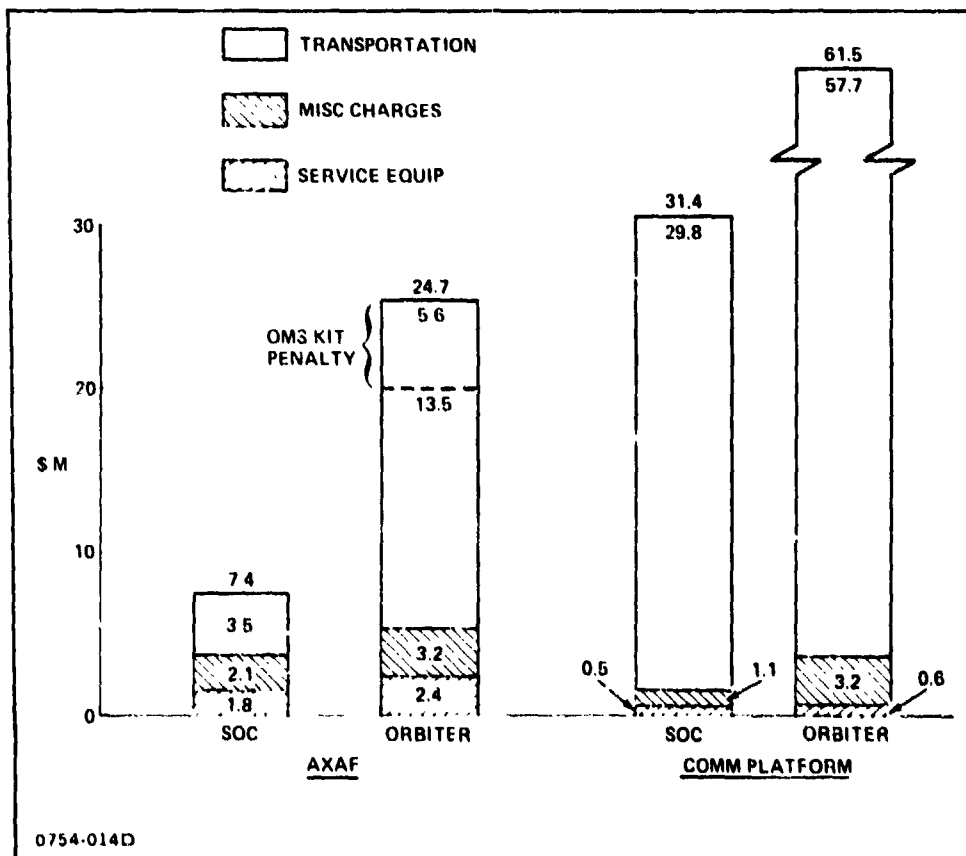 TRANSPORTATION
MISC CHARGES
SERVICE EQUIP
61.5
57.7
31.4
29.8
30
24.7
5 6
OMS KIT
PENALTY
20
13.5
$ M
10
7 4
3 5
2.1
1.8
3.2
2.4
0.5
1.1
3.2
0.6
0
SOC
ORBITER
SOC
ORBITER
AXAF
COMM PLATFORM
0754-014D